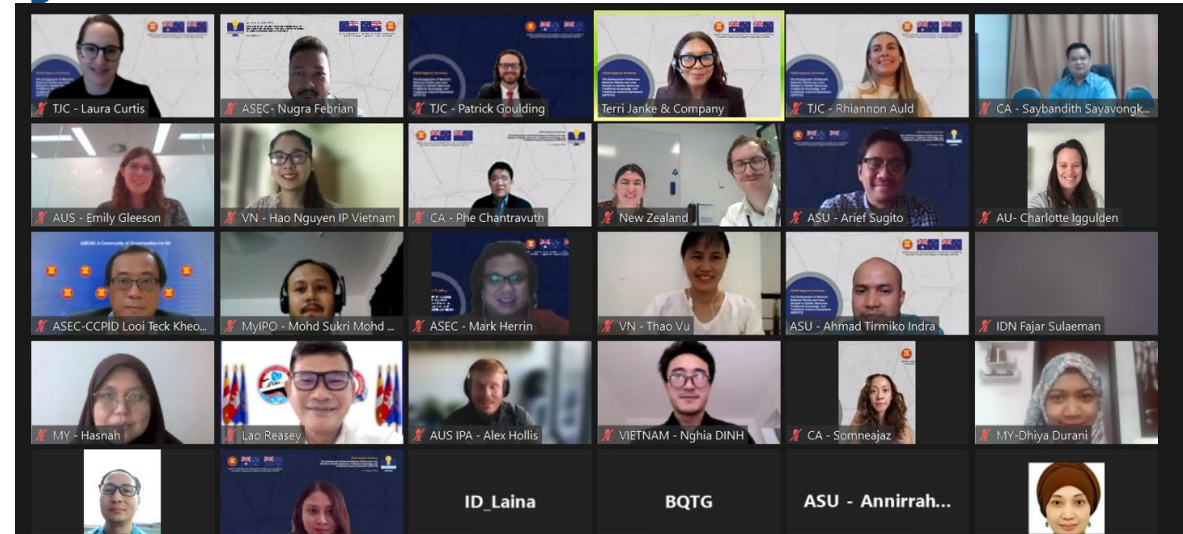 TJC - Laura Curtis
ASEC- Nugra Febrian
TJC - Patrick Goulding
Terri Janke & Company
TJC - Rhiannon Auld
CA - Saybandith Sayavongk...
AUS - Emily Gleeson
VN - Hao Nguyen IP Vietnam
CA - Phe Chantravuth
New Zealand
ASU - Arief Sugito
AU- Charlotte Iggulden
ASEC-CCPID Looi Teck Kheo...
MyIPO - Mohd Sukri Mohd ...
ASEC - Mark Herrin
VN - Thao Vu
ASU - Ahmad Tirmiko Indra
IDN Fajar Sulaeman
MY - Hasnah
Lao Reasey
AUS IPA - Alex Hollis
VIETNAM - Nghia DINH
CA - Somneajaz
MY-Dhiya Durani
ID_Laina
BQTG
ASU - Annirrah...